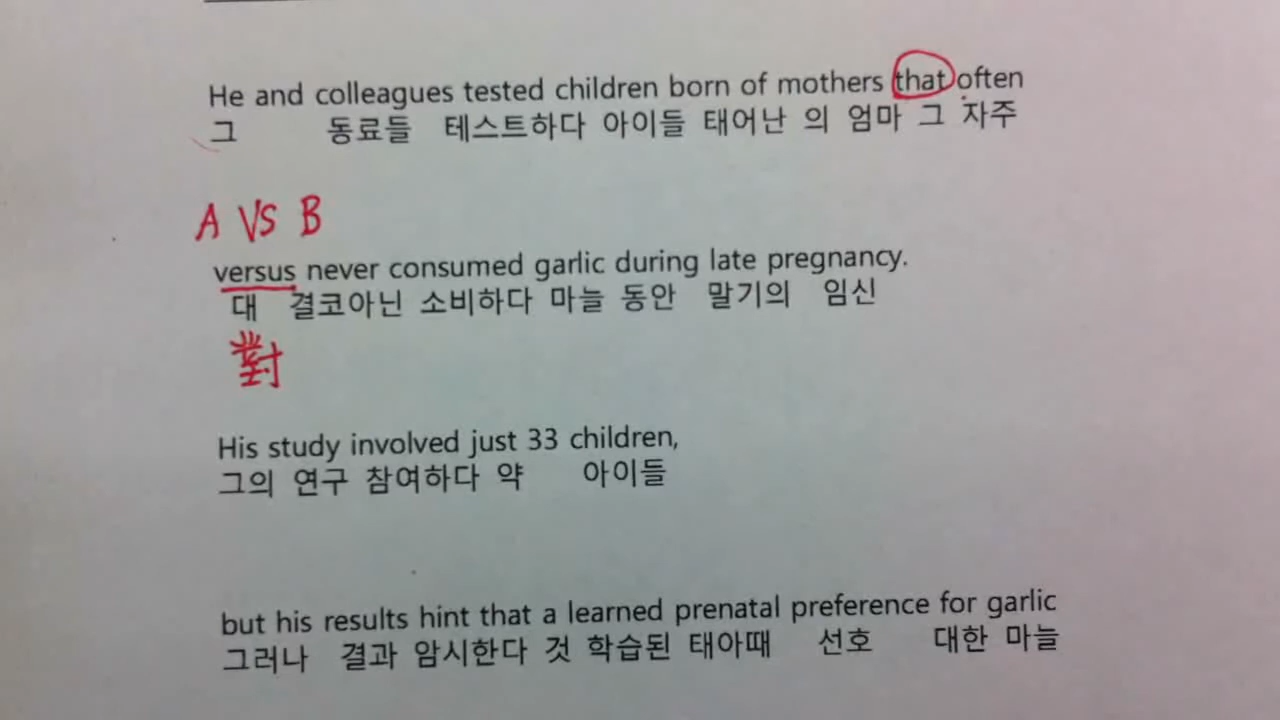 He and colleagues tested children born of mothers that often
그 동료들 테스트하다 아이들 태어난 의 엄마 그 자주
A VS B
versus never consumed garlic during late pregnancy.
대 결코아닌 소비하다 마늘 동안 말기의 임신
對
His study involved just 33 children,
그의 연구 참여하다 약 아이들
but his results hint that a learned prenatal preference for garlic
그러나 결과 암시한다 것 학습된 태아때 선호 대한 마늘